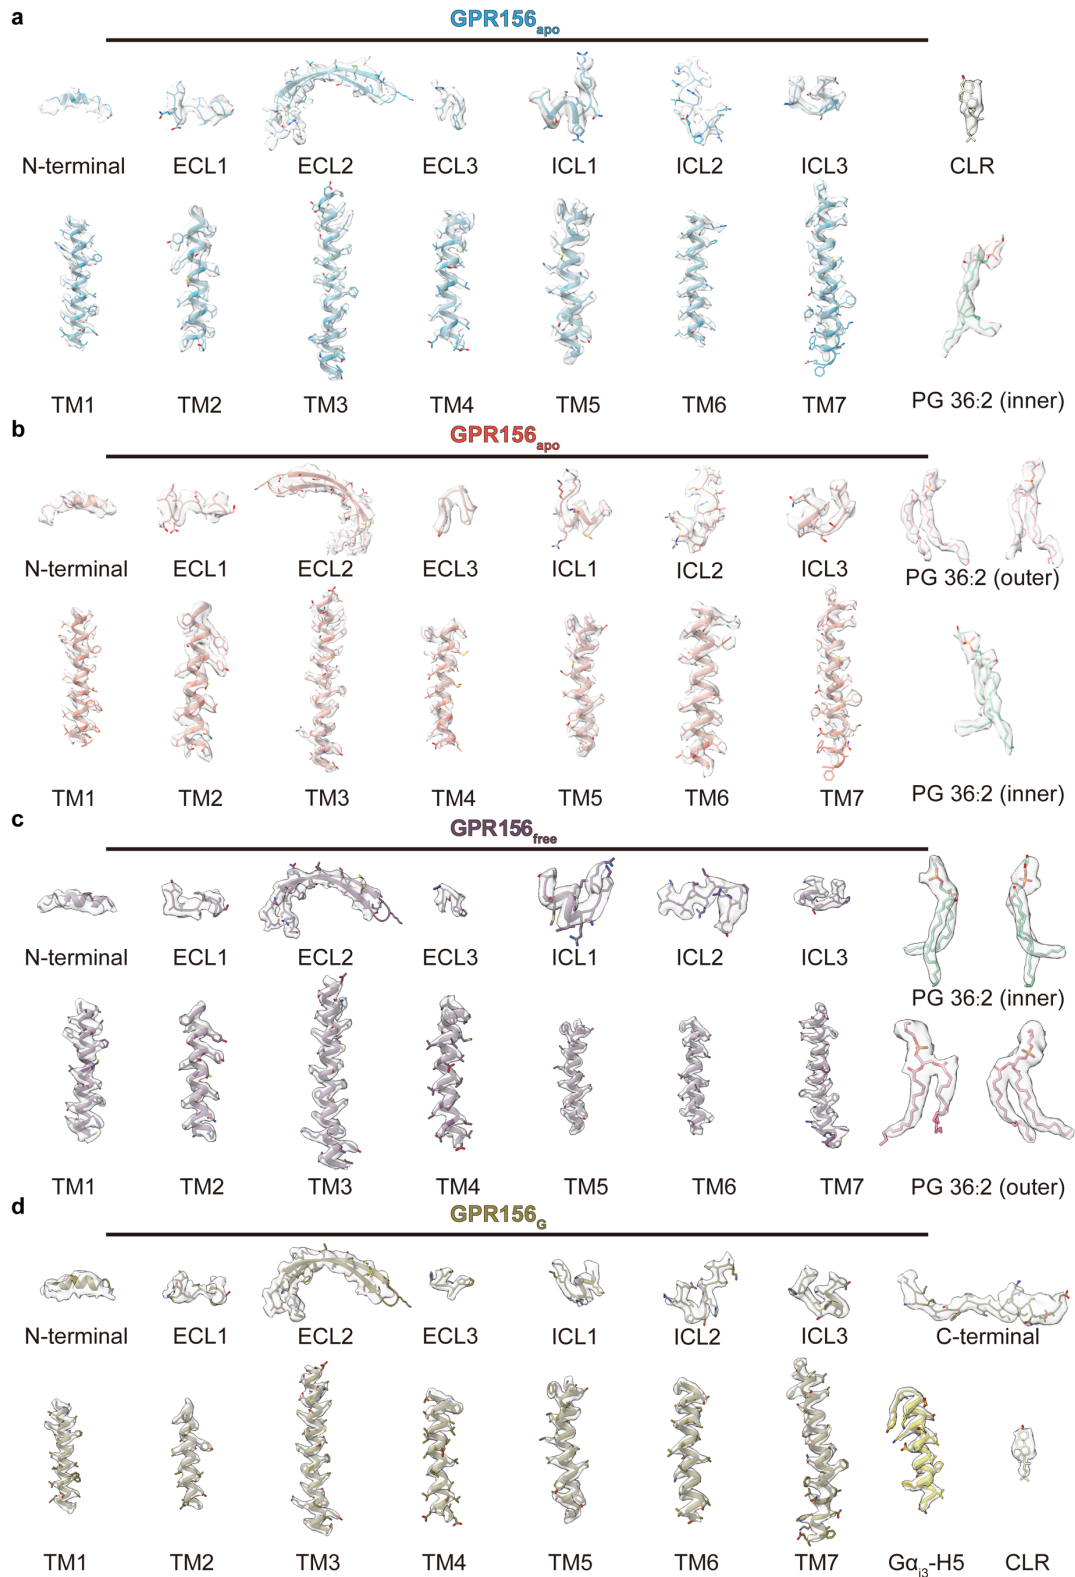 a
GPR156apo
N-terminal ECL1 ECL2 ECL3 ICL1 ICL2 ICL3 CLR
TM1 TM2 TM3 TM4 TM5 TM6 TM7 PG 36:2 (inner)
b
GPR156apo
N-terminal ECL1 ECL2 ECL3 ICL1 ICL2 ICL3 PG 36:2 (outer)
TM1 TM2 TM3 TM4 TM5 TM6 TM7 PG 36:2 (inner)
c
GPR156free
N-terminal ECL1 ECL2 ECL3 ICL1 ICL2 ICL3 PG 36:2 (inner)
TM1 TM2 TM3 TM4 TM5 TM6 TM7 PG 36:2 (outer)
d
GPR156G
N-terminal ECL1 ECL2 ECL3 ICL1 ICL2 ICL3 C-terminal
TM1 TM2 TM3 TM4 TM5 TM6 TM7 Gαi3-H5 CLR